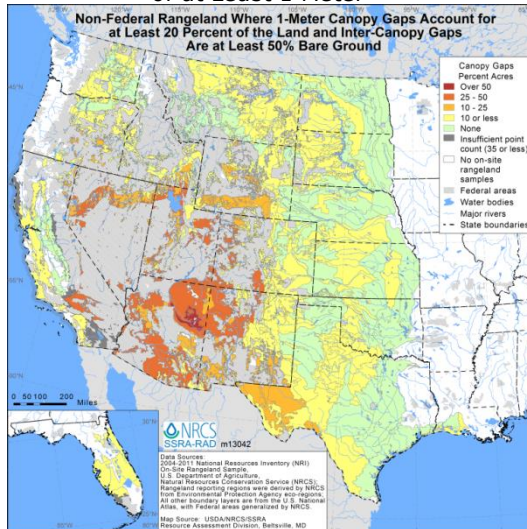 of at Least 1 Meter
Non-Federal Rangeland Where 1-Meter Canopy Gaps Account for
at Least 20 Percent of the Land and Inter-Canopy Gaps
Are at Least 50% Bare Ground
Canopy Gaps
Percent Acres
Over 50
25 - 50
10 - 25
10 or less
None
Insufficient point
count (35 or less)
No on-site
rangeland
samples
Federal areas
Water bodies
Major rivers
State boundaries
0 50 100 200
Miles
NRCS
SSRA-RAD
m13042
Data Sources:
2004-2011 National Resources Inventory (NRI)
On-Site Rangeland Sample,
U.S. Department of Agriculture,
Natural Resources Conservation Service (NRCS);
Rangeland reporting regions were derived by NRCS
from Environmental Protection Agency eco-regions.
All other boundary layers are from the U.S. National
Atlas, with Federal areas generalized by NRCS.
Map Source: USDA/NRCS/SSRA
Resource Assessment Division, Beltsville, MD